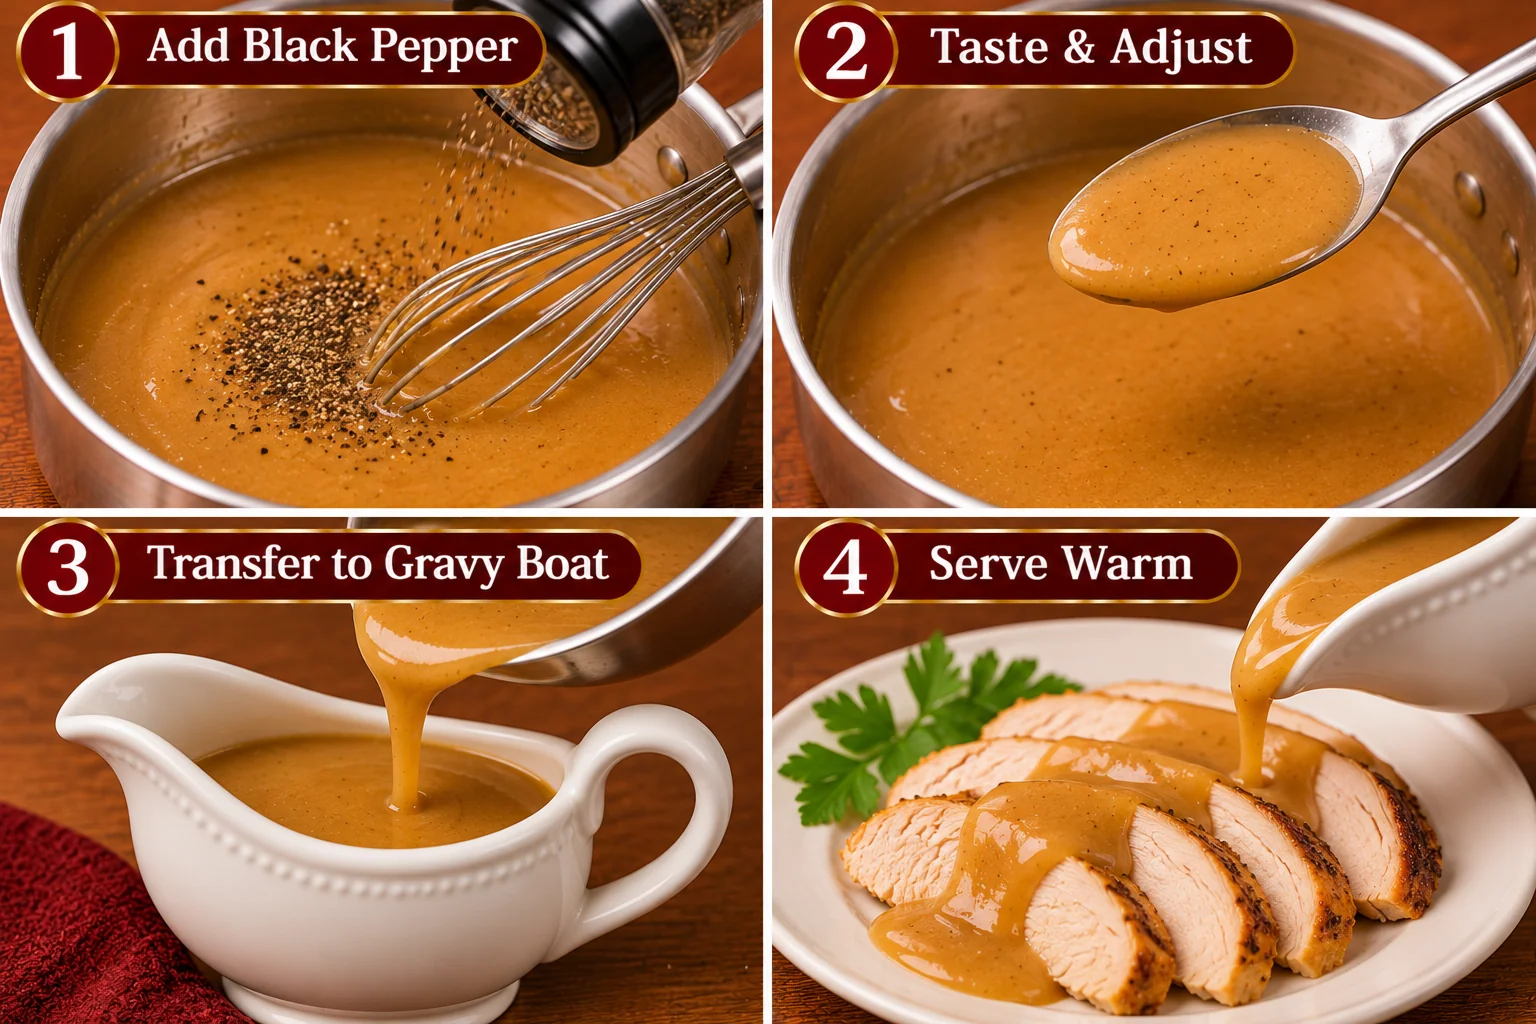 1 Add Black Pepper
2 Taste & Adjust
3 Transfer to Gravy Boat
4 Serve Warm